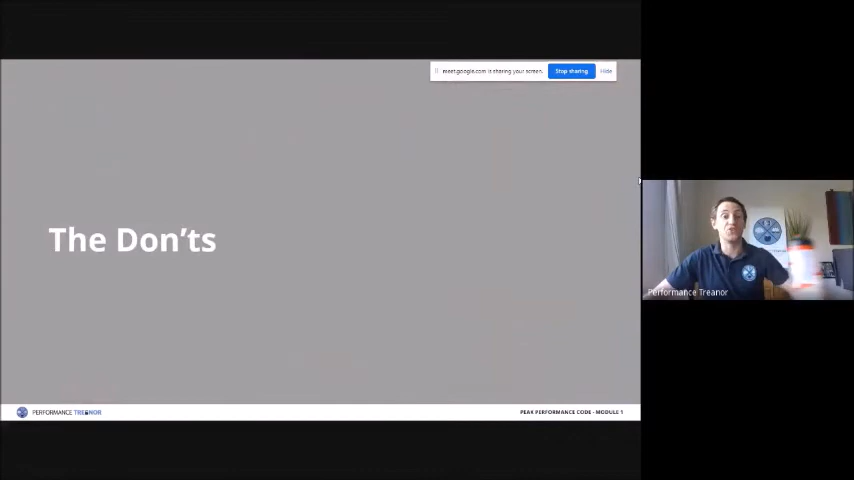 meet.google.com is sharing your screen.
Stop sharing
Hide
The Don'ts
Performance Treanor
PERFORMANCE TREANOR
PEAK PERFORMANCE CODE - MODULE 1